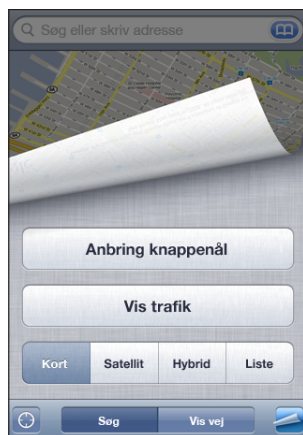 Søg eller skriv adresse
Anbring knappenål
Vis trafik
Kort Satellit Hybrid Liste
Søg Vis vej